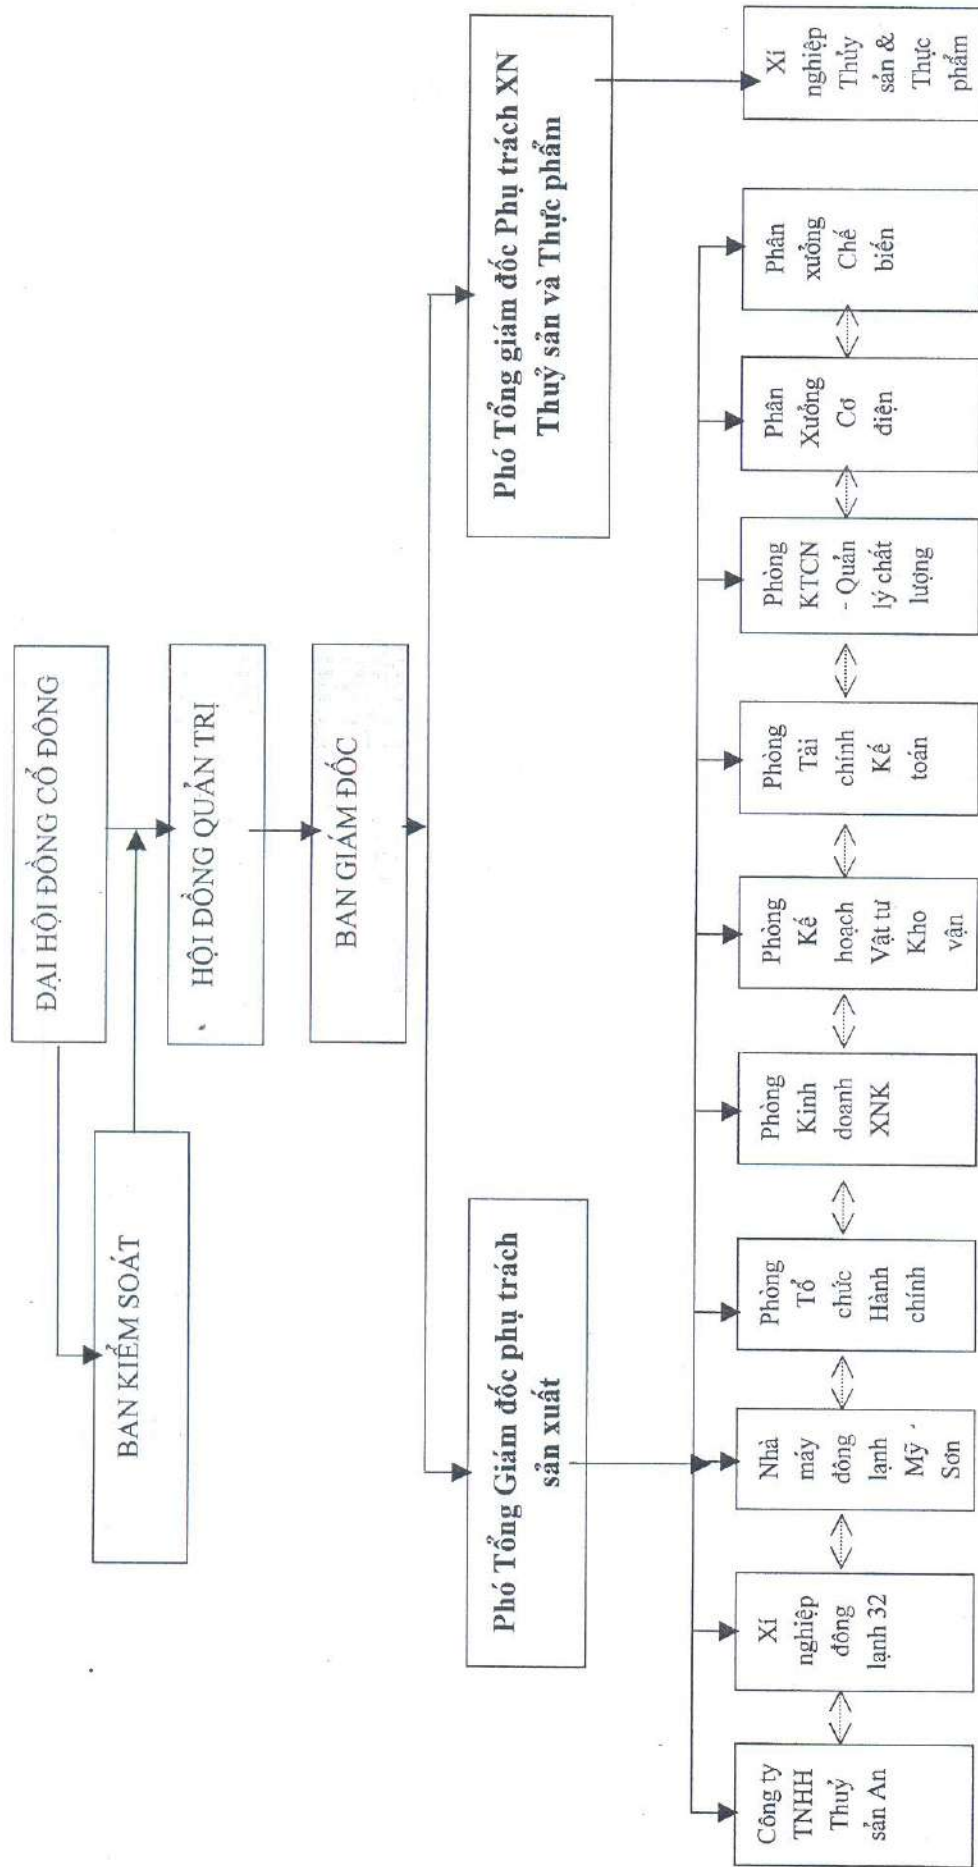 ĐẠI HỘI ĐỒNG CỔ ĐÔNG
BAN KIỂM SOÁT
HỘI ĐỒNG QUẢN TRỊ
BAN GIÁM ĐỐC
Phó Tổng Giám đốc phụ trách
sản xuất
Phó Tổng giám đốc Phụ trách XN
Thuỷ sản và Thực phẩm
Công ty
TNHH
Thuỷ
sản An
Xí
nghiệp
đông
lạnh 32
Nhà
máy
đông
lạnh
Mỹ
Sơn
Phòng
Tổ
chức
Hành
chính
Phòng
Kinh
doanh
XNK
Phòng
Kế
hoạch
Vật tư
Kho
vận
Phòng
Tài
chính
Kế
toán
Phòng
KTCN
- Quản
lý chất
lượng
Phân
Xưởng
Cơ
điện
Phân
xưởng
Chế
biến
Xí
nghiệp
Thủy
sản &
Thực
phẩm